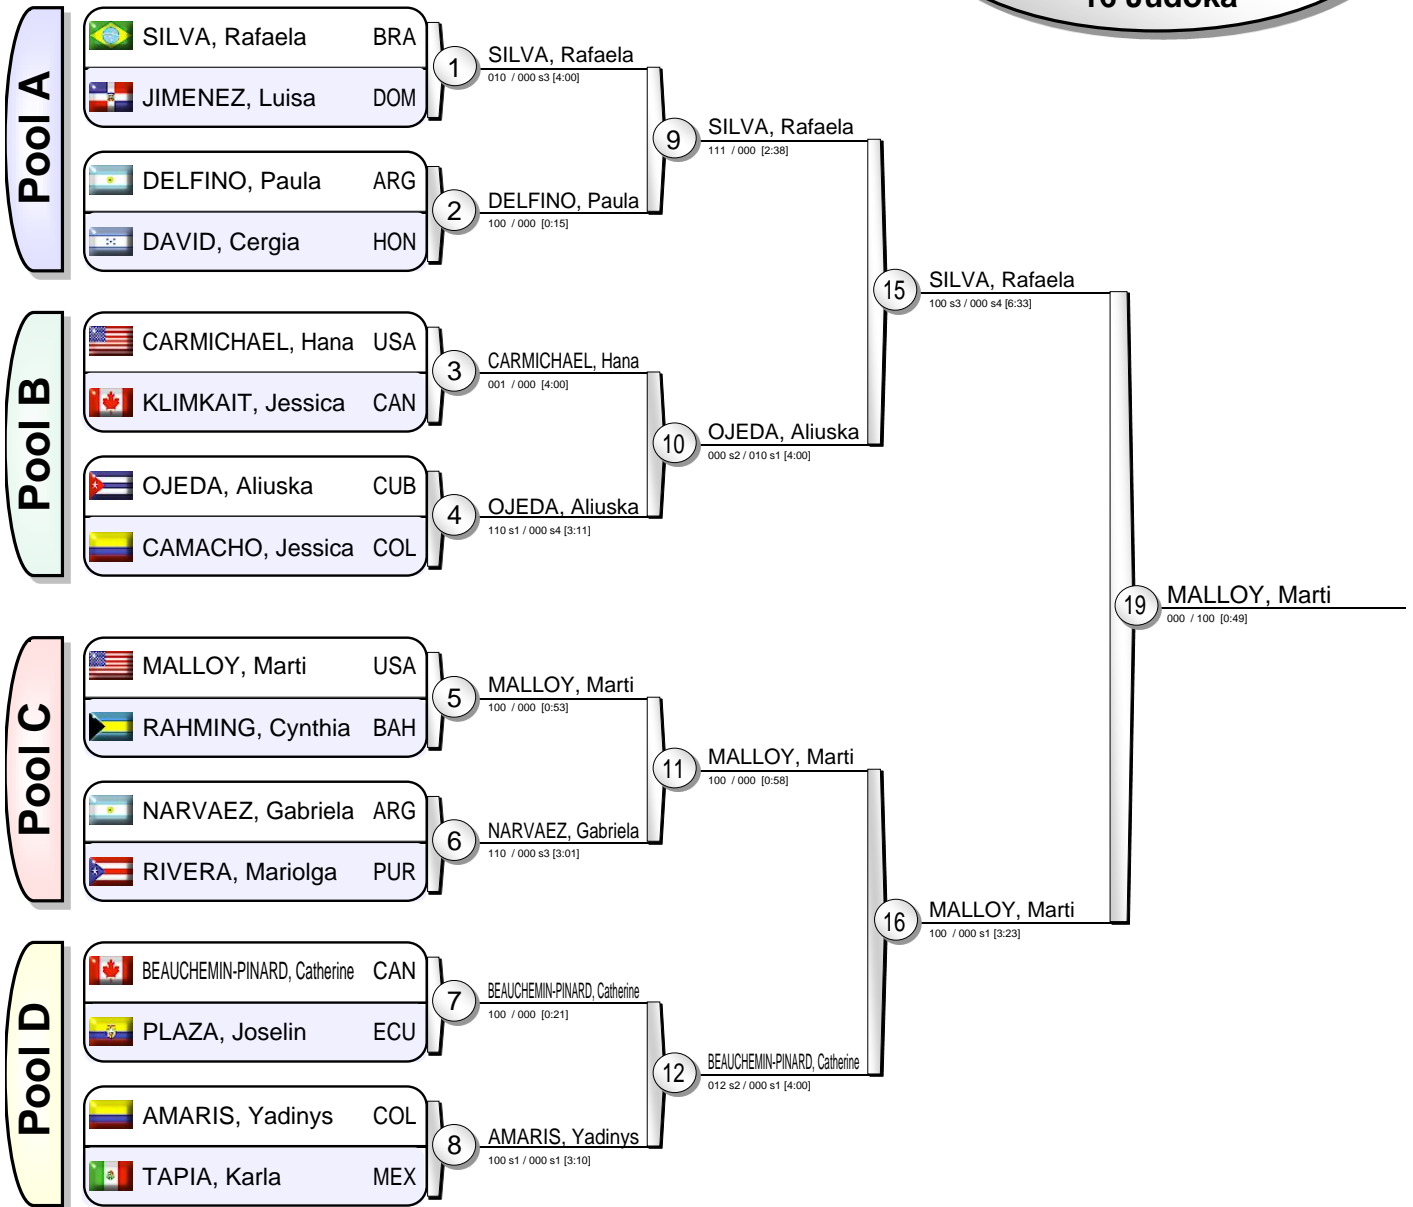 16 Judoka
Pool A
SILVA, Rafaela BRA
JIMENEZ, Luisa DOM
DELFINO, Paula ARG
DAVID, Cergia HON
Pool B
CARMICHAEL, Hana USA
KLIMKAIT, Jessica CAN
OJEDA, Aliuska CUB
CAMACHO, Jessica COL
Pool C
MALLOY, Marti USA
RAHMING, Cynthia BAH
NARVAEZ, Gabriela ARG
RIVERA, Mariolga PUR
Pool D
BEAUCHEMIN-PINARD, Catherine CAN
PLAZA, Joselin ECU
AMARIS, Yadinys COL
TAPIA, Karla MEX
1
SILVA, Rafaela
010 / 000 s3 [4:00]
2
DELFINO, Paula
100 / 000 [0:15]
3
CARMICHAEL, Hana
001 / 000 [4:00]
4
OJEDA, Aliuska
110 s1 / 000 s4 [3:11]
5
MALLOY, Marti
100 / 000 [0:53]
6
NARVAEZ, Gabriela
110 / 000 s3 [3:01]
7
BEAUCHEMIN-PINARD, Catherine
100 / 000 [0:21]
8
AMARIS, Yadinys
100 s1 / 000 s1 [3:10]
9
SILVA, Rafaela
111 / 000 [2:38]
10
OJEDA, Aliuska
000 s2 / 010 s1 [4:00]
11
MALLOY, Marti
100 / 000 [0:58]
12
BEAUCHEMIN-PINARD, Catherine
012 s2 / 000 s1 [4:00]
15
SILVA, Rafaela
100 s3 / 000 s4 [6:33]
16
MALLOY, Marti
100 / 000 s1 [3:23]
19
MALLOY, Marti
000 / 100 [0:49]